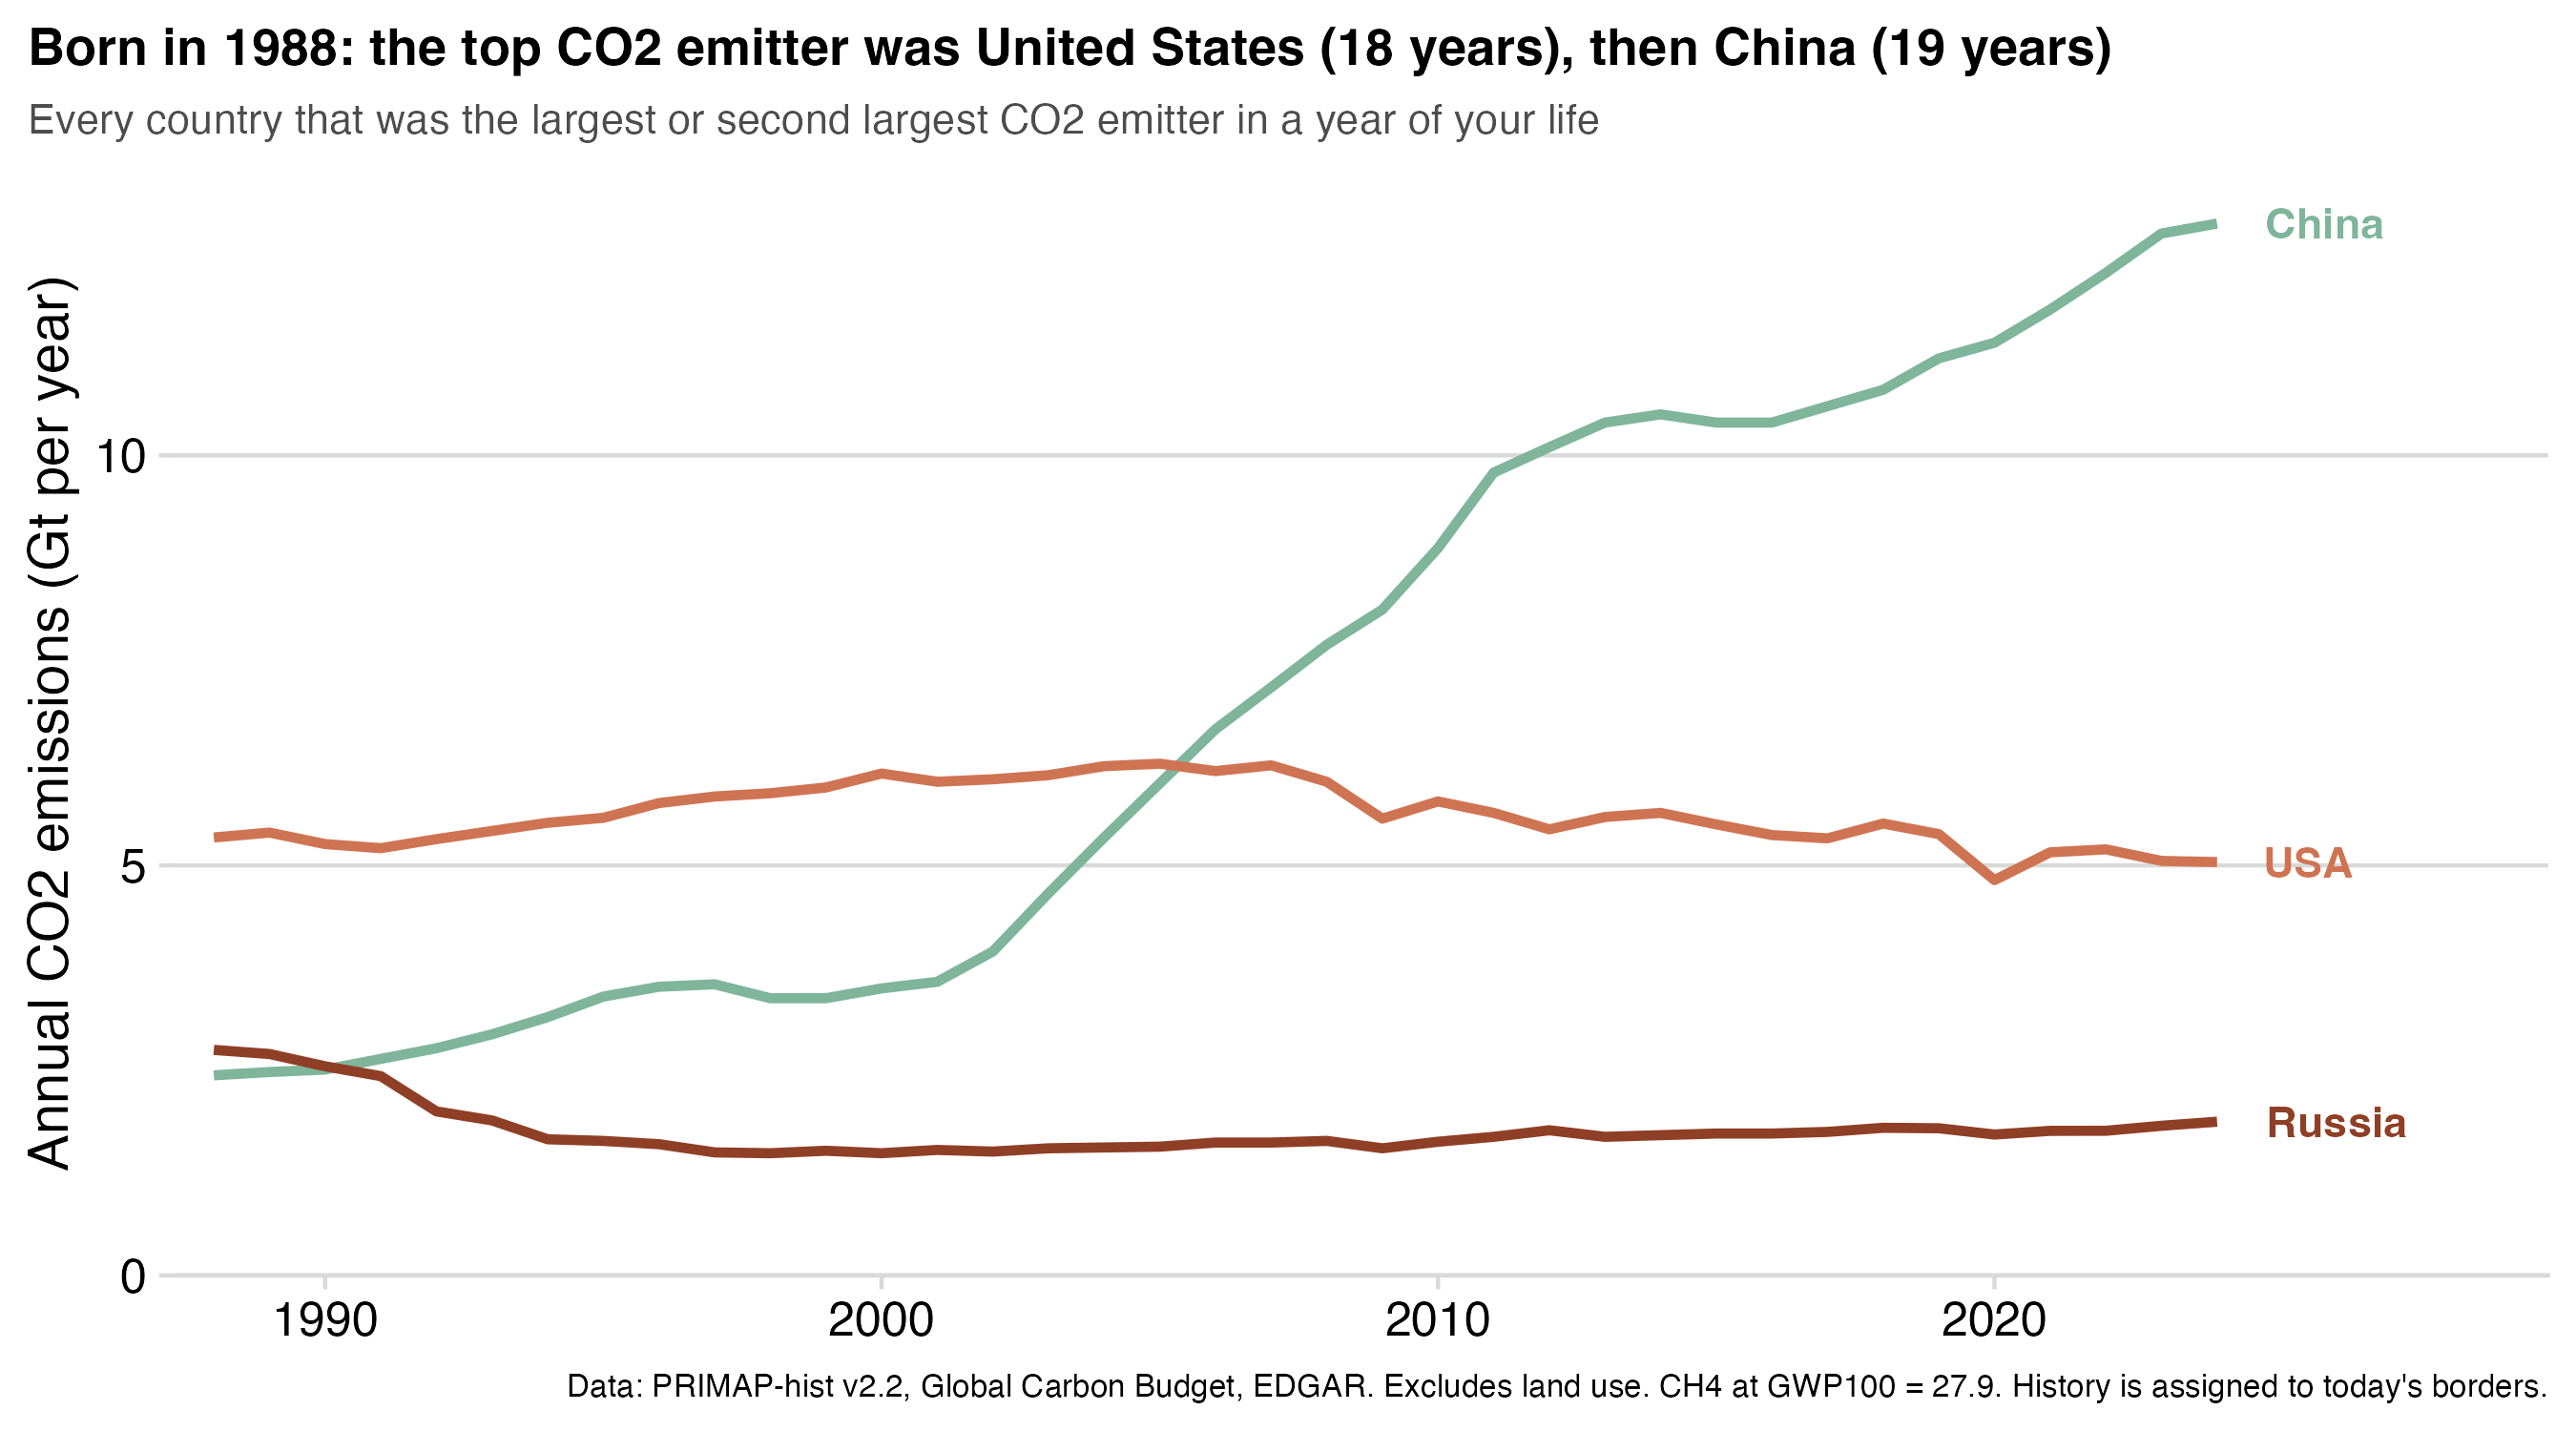 Born in 1988: the top CO2 emitter was United States (18 years), then China (19 years)
Every country that was the largest or second largest CO2 emitter in a year of your life
Annual CO2 emissions (Gt per year)
10
5
0
China
USA
Russia
1990
2000
2010
2020
Data: PRIMAP-hist v2.2, Global Carbon Budget, EDGAR. Excludes land use. CH4 at GWP100 = 27.9. History is assigned to today's borders.